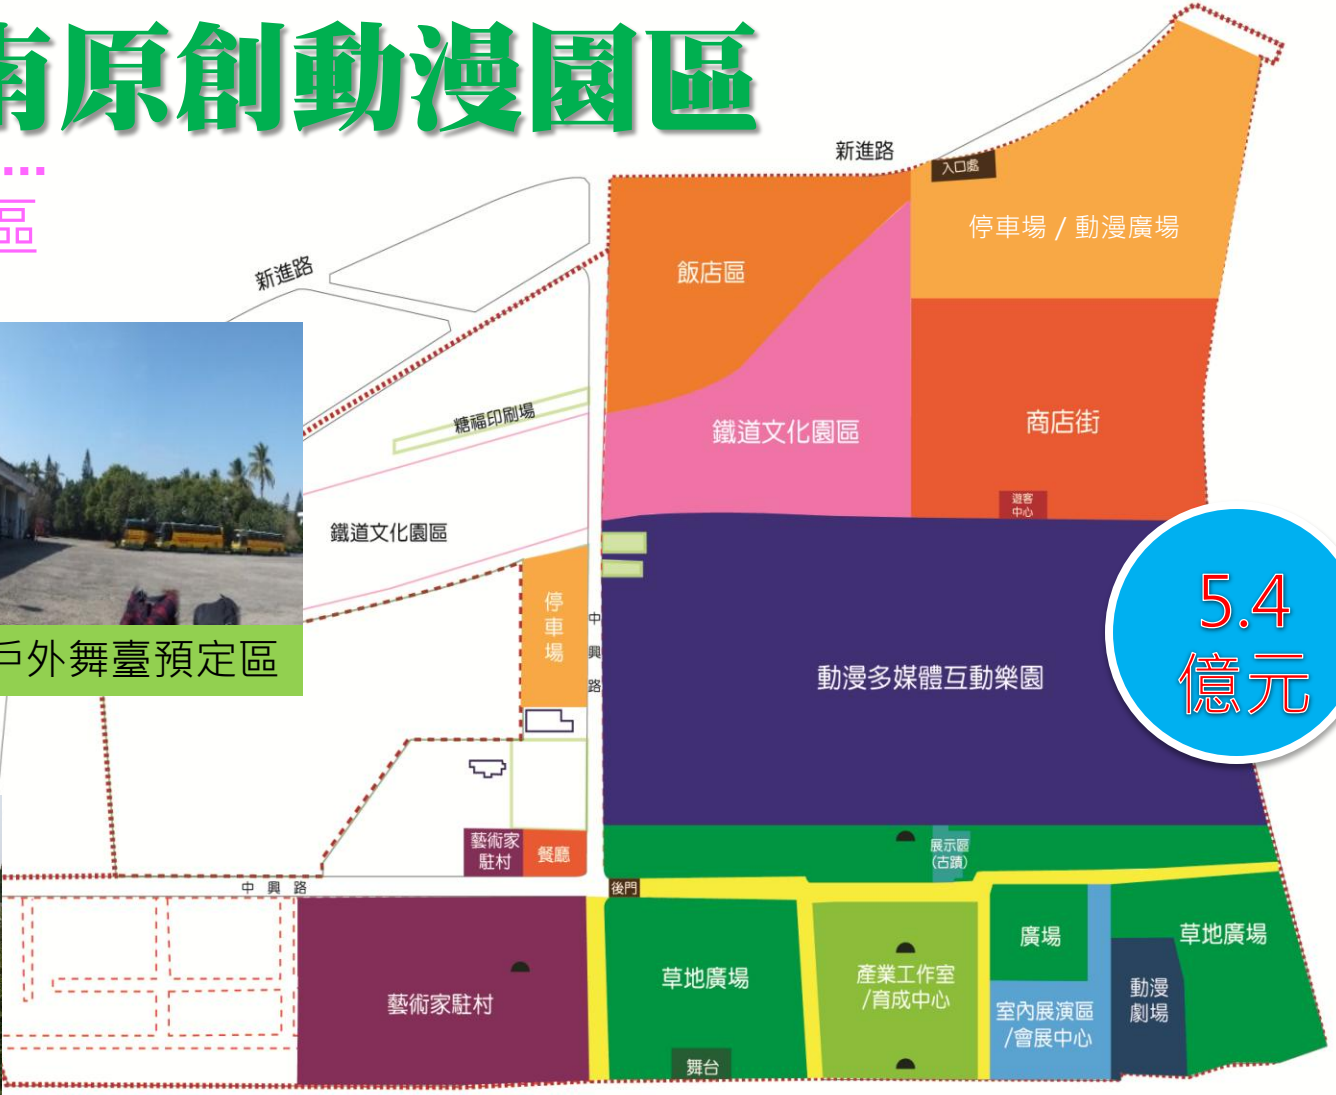 南原創動漫園區
區
新進路
入口處
停車場 / 動漫廣場
飯店區
新進路
糖福印刷場
鐵道文化園區
商店街
遊客
中心
鐵道文化園區
5.4
億元
停
車
場
中
興
路
戶外舞臺預定區
動漫多媒體互動樂園
藝術家
駐村
餐廳
展示區
(古蹟)
中 興 路
後門
廣場
草地廣場
草地廣場
產業工作室
/育成中心
藝術家駐村
動漫
劇場
室內展演區
/會展中心
舞台